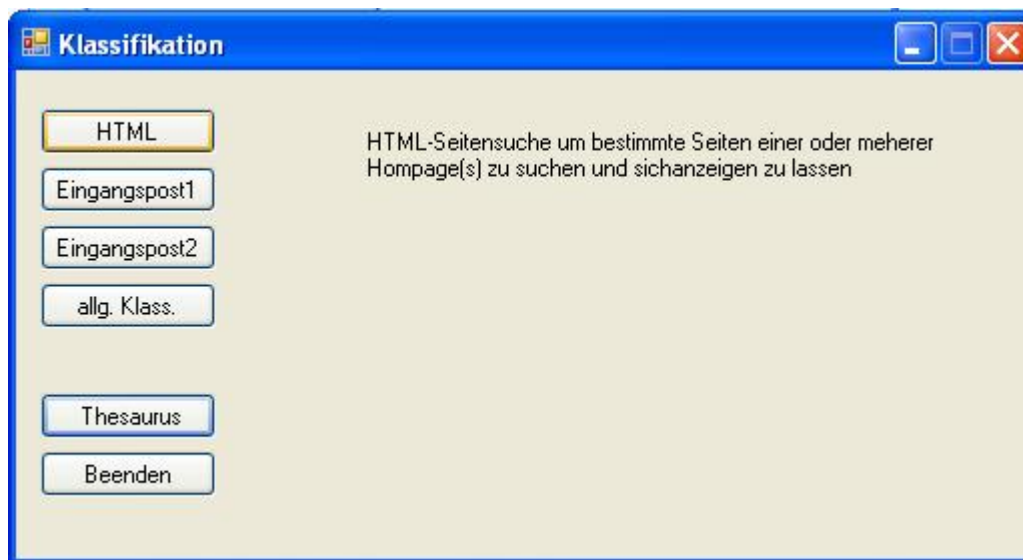 Klassifikation
HTML
HTML-Seitensuche um bestimmte Seiten einer oder meherer
Hompage(s) zu suchen und sichanzeigen zu lassen
Eingangspost1
Eingangspost2
allg. Klass.
Thesaurus
Beenden